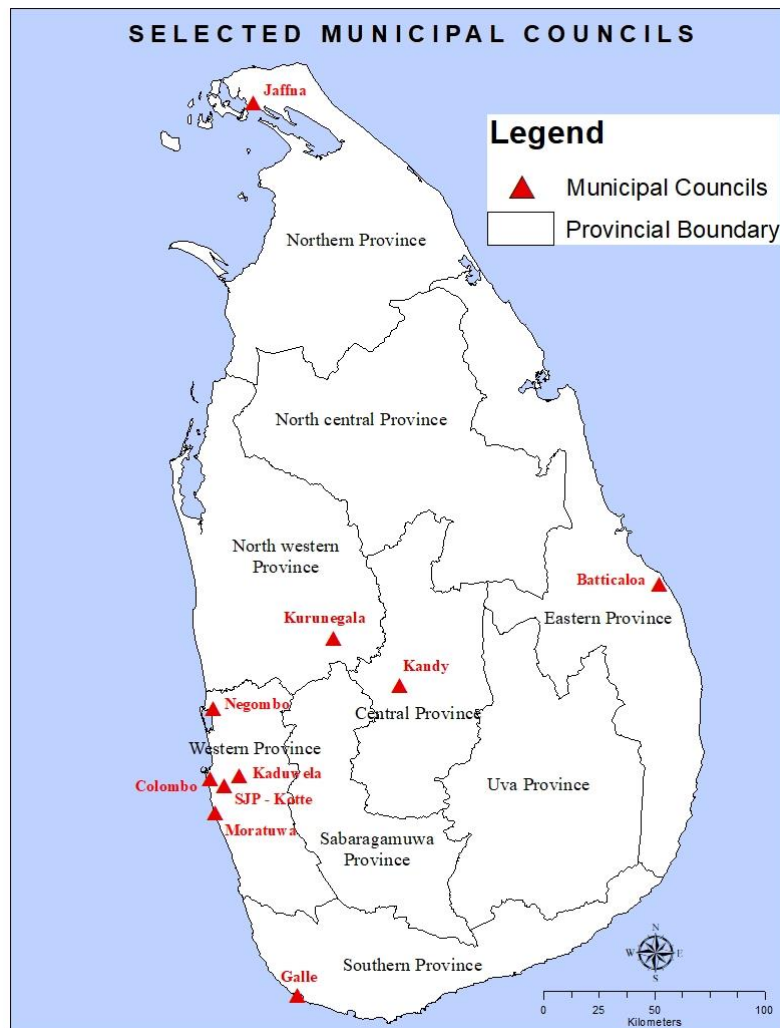 SELECTED MUNICIPAL COUNCILS
Jaffna
Legend
Municipal Councils
Provincial Boundary
Northern Province
North central Province
North western
Province
Batticaloa
Eastern Province
Kurunegala
Kandy
Central Province
Negombo
Western Province
Kaduwela
Colombo
SJP - Kotte
Moratuwa
Uva Province
Sabaragamuwa
Province
Southern Province
Galle
N
W E
S
0 25 50 100
Kilometers